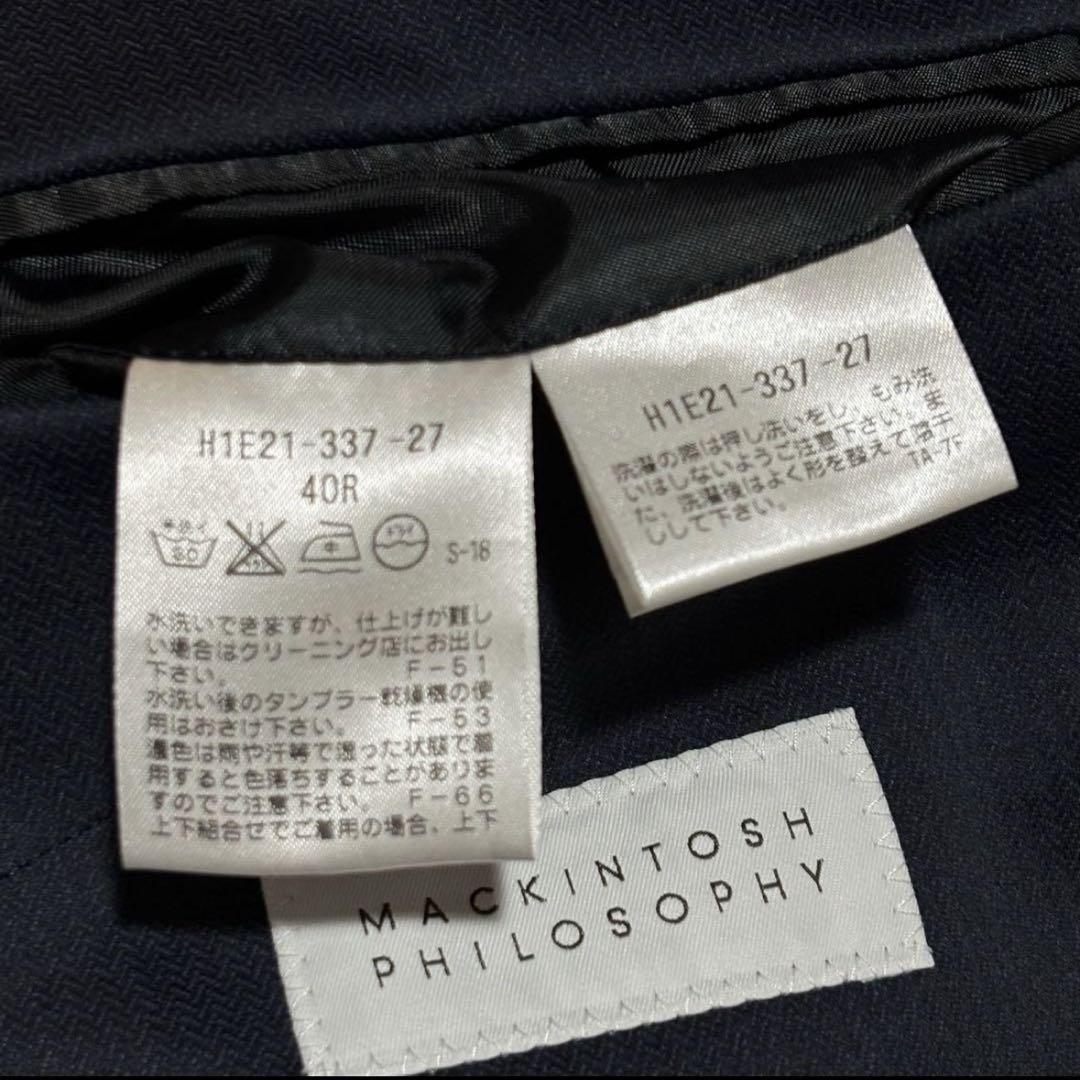 H1E21-337-27
40R
中
ドライ
S-18
水洗いできますが、仕上げが難し
い場合はクリーニング店にお出し
下さい。 F-51
水洗い後のタンブラー乾燥機の使
用はおさけ下さい。 F-53
濃色は雨や汗等で湿った状態で着
用すると色落ちすることがありま
すのでご注意下さい。 F-66
上下組合せでご着用の場合、上下
H1E21-337-27
洗濯の際は押し洗いをし、もみ洗
いはしないようご注意下さい。ま
た、洗濯後はよく形を整えて陰干
しして下さい。 TA-7F
MACKINTOSH
PHILOSOPHY